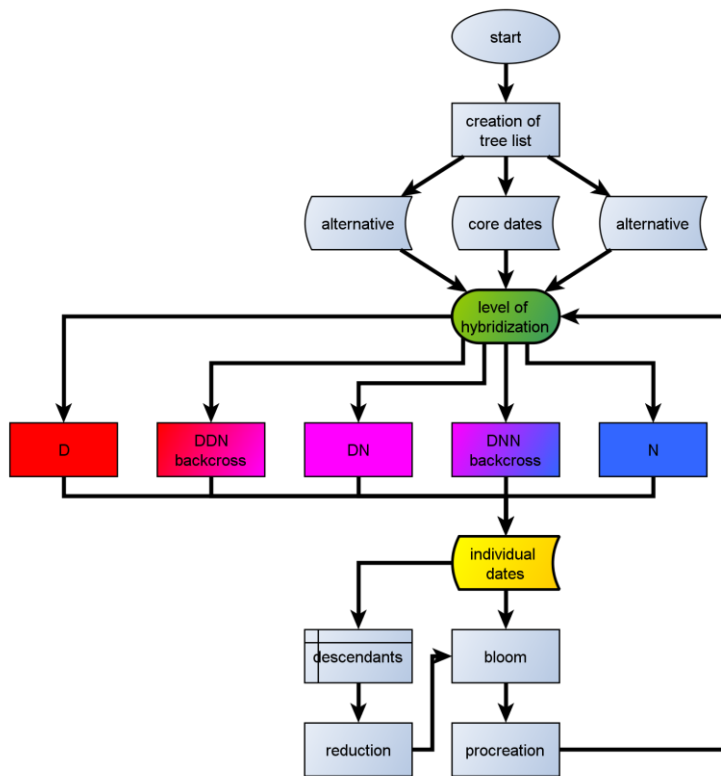 start
creation of
tree list
alternative
core dates
alternative
level of
hybridization
D
DDN
backcross
DN
DNN
backcross
N
individual
dates
descendants
bloom
reduction
procreation